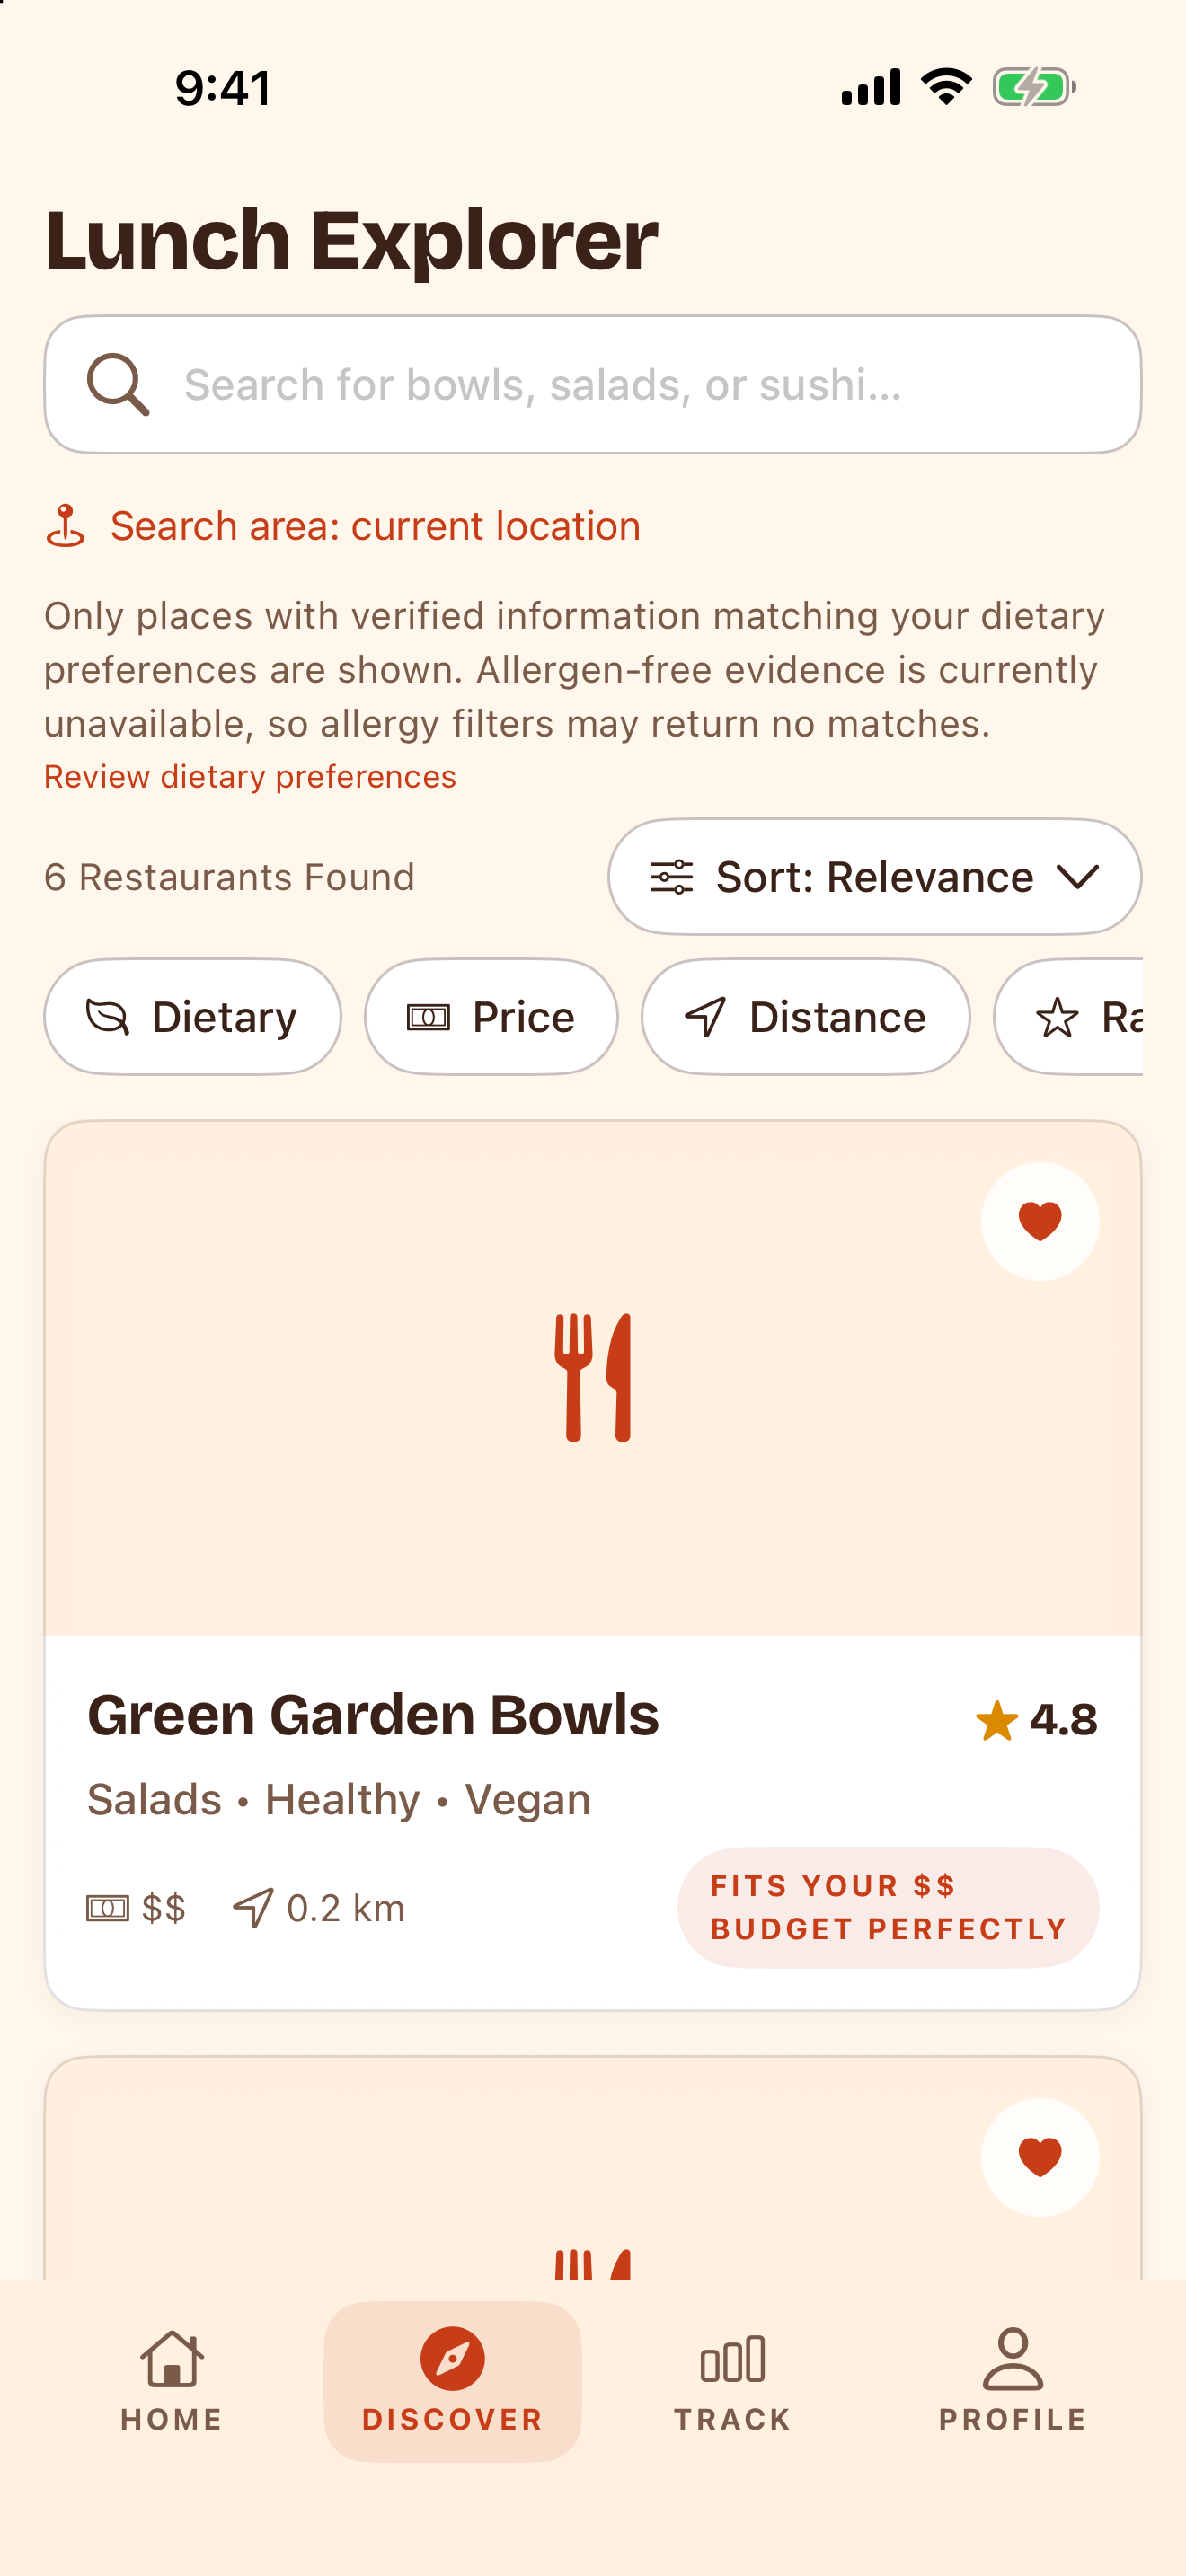 9:41
Lunch Explorer
Search for bowls, salads, or sushi...
Search area: current location
Only places with verified information matching your dietary
preferences are shown. Allergen-free evidence is currently
unavailable, so allergy filters may return no matches.
Review dietary preferences
6 Restaurants Found
Sort: Relevance
Dietary
Price
Distance
Ra
Green Garden Bowls
4.8
Salads • Healthy • Vegan
$$
0.2 km
FITS YOUR $$
BUDGET PERFECTLY
HOME
DISCOVER
TRACK
PROFILE